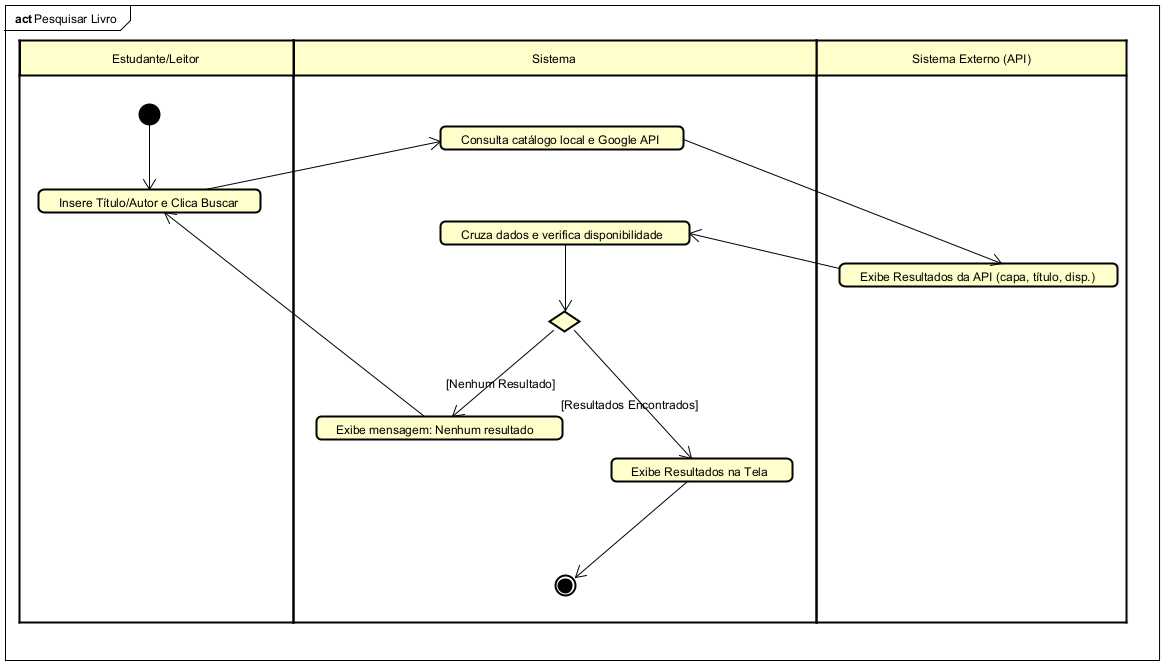 act Pesquisar Livro
Estudante/Leitor
Sistema
Sistema Externo (API)
Consulta catálogo local e Google API
Insere Título/Autor e Clica Buscar
Cruza dados e verifica disponibilidade
Exibe Resultados da API (capa, título, disp.)
[Nenhum Resultado]
[Resultados Encontrados]
Exibe mensagem: Nenhum resultado
Exibe Resultados na Tela